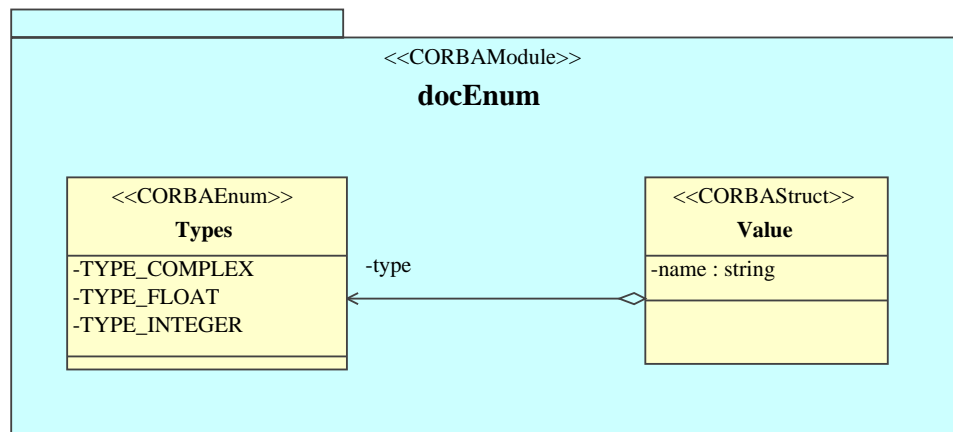 <<CORBAModule>>
docEnum
<<CORBAEnum>>
Types
-TYPE_COMPLEX
-TYPE_FLOAT
-TYPE_INTEGER
-type
<<CORBAStruct>>
Value
-name : string